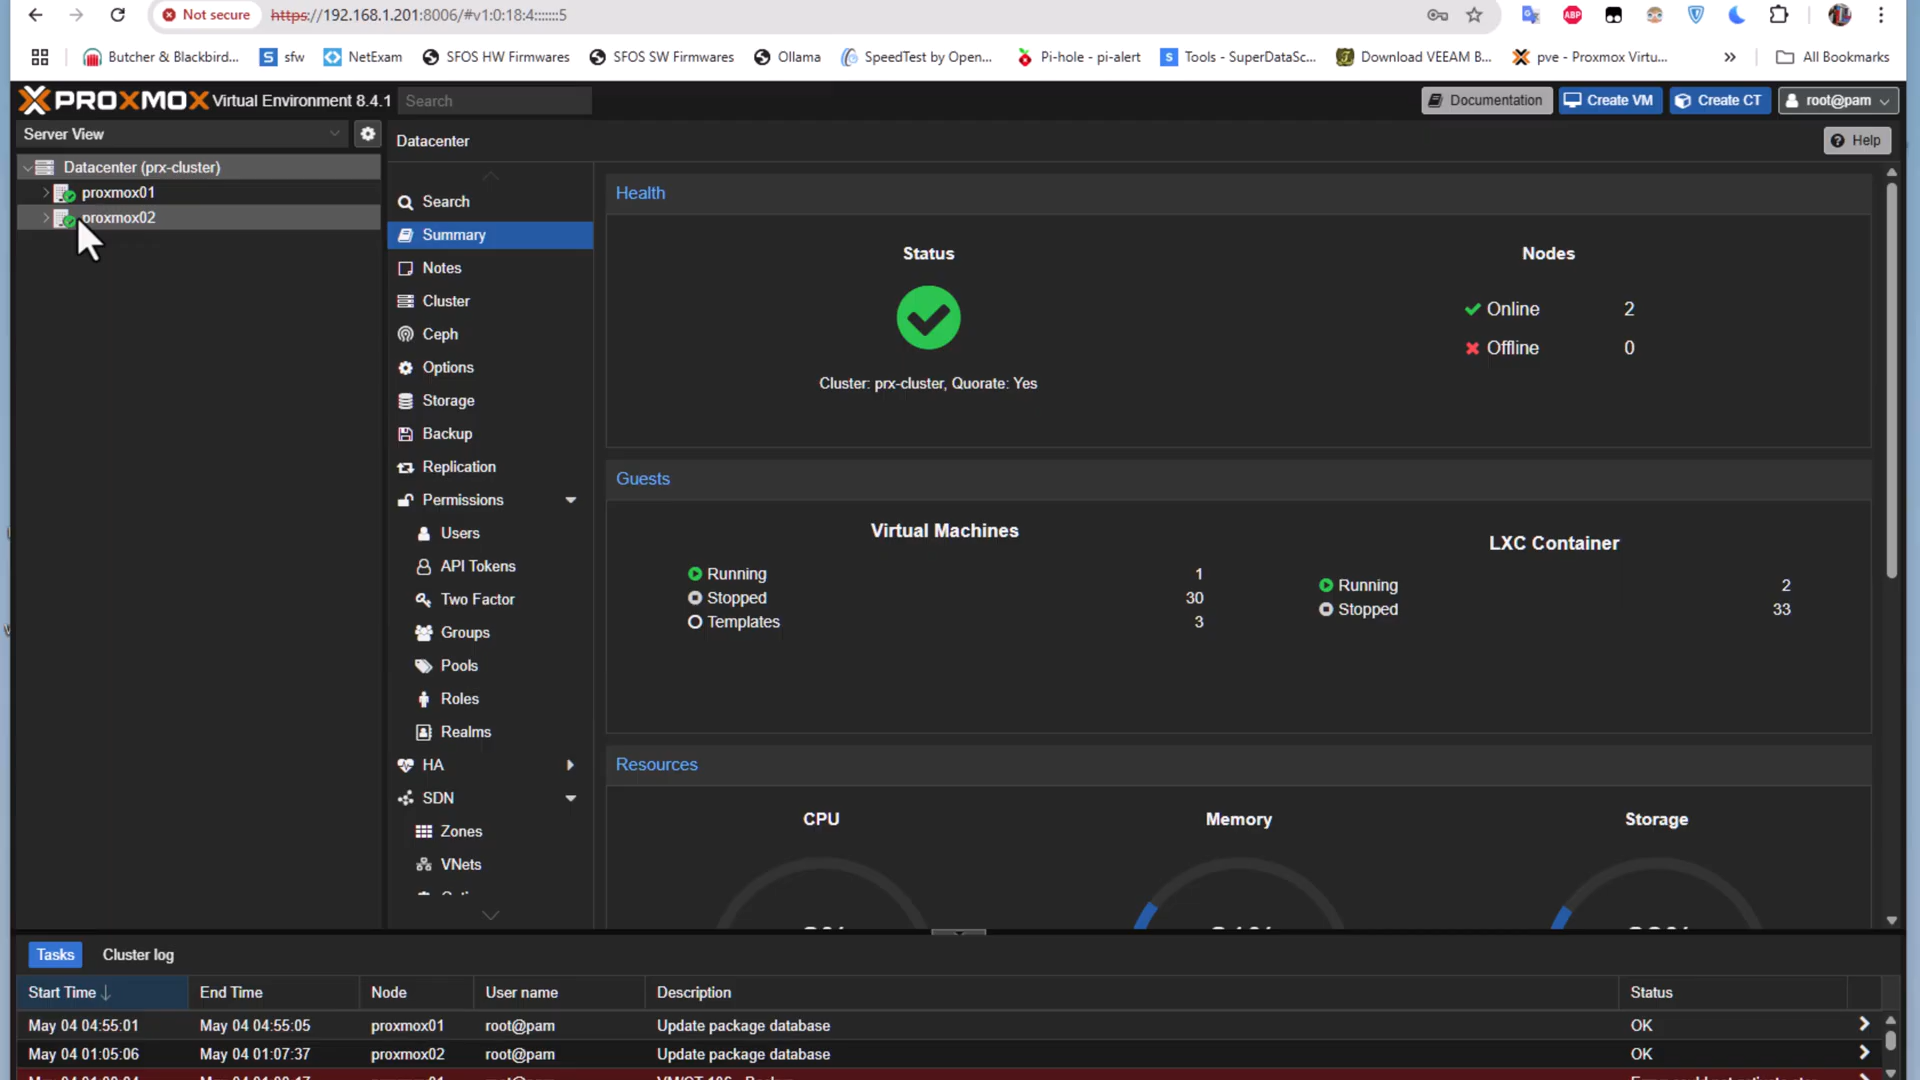 Not secure https://192.168.1.201:8006/#v1:0:18:4:::::::5
ABP
Butcher & Blackbird...
S sfw
NetExam
SFOS HW Firmwares
SFOS SW Firmwares
Ollama
SpeedTest by Open...
Pi-hole - pi-alert
S Tools - SuperDataSc...
Download VEEAM B...
pve - Proxmox Virtu...
»
All Bookmarks
PROXMOX Virtual Environment 8.4.1
Search
Documentation
Create VM
Create CT
root@pam
Server View
Datacenter
Help
Datacenter (prx-cluster)
proxmox01
proxmox02
Search
Summary
Notes
Cluster
Ceph
Options
Storage
Backup
Replication
Permissions
Users
API Tokens
Two Factor
Groups
Pools
Roles
Realms
HA
SDN
Zones
VNets
Health
Status
Cluster: prx-cluster, Quorate: Yes
Nodes
Online 2
Offline 0
Guests
Virtual Machines
Running 1
Stopped 30
Templates 3
LXC Container
Running 2
Stopped 33
Resources
CPU
Memory
Storage
Tasks
Cluster log
Start Time End Time Node User name Description Status
May 04 04:55:01 May 04 04:55:05 proxmox01 root@pam Update package database OK
May 04 01:05:06 May 04 01:07:37 proxmox02 root@pam Update package database OK